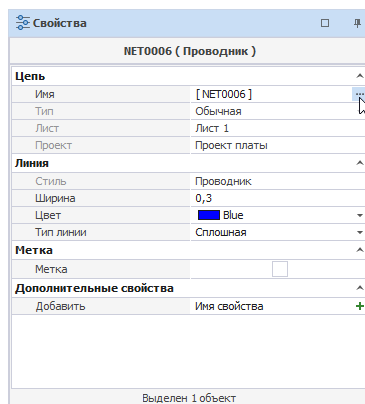 Свойства
NET0006 ( Проводник )
Цепь
Имя [ NET0006 ] ...
Тип Обычная
Лист Лист 1
Проект Проект платы
Линия
Стиль Проводник
Ширина 0,3
Цвет Blue
Тип линии Сплошная
Метка
Метка
Дополнительные свойства
Добавить Имя свойства +
Выделен 1 объект